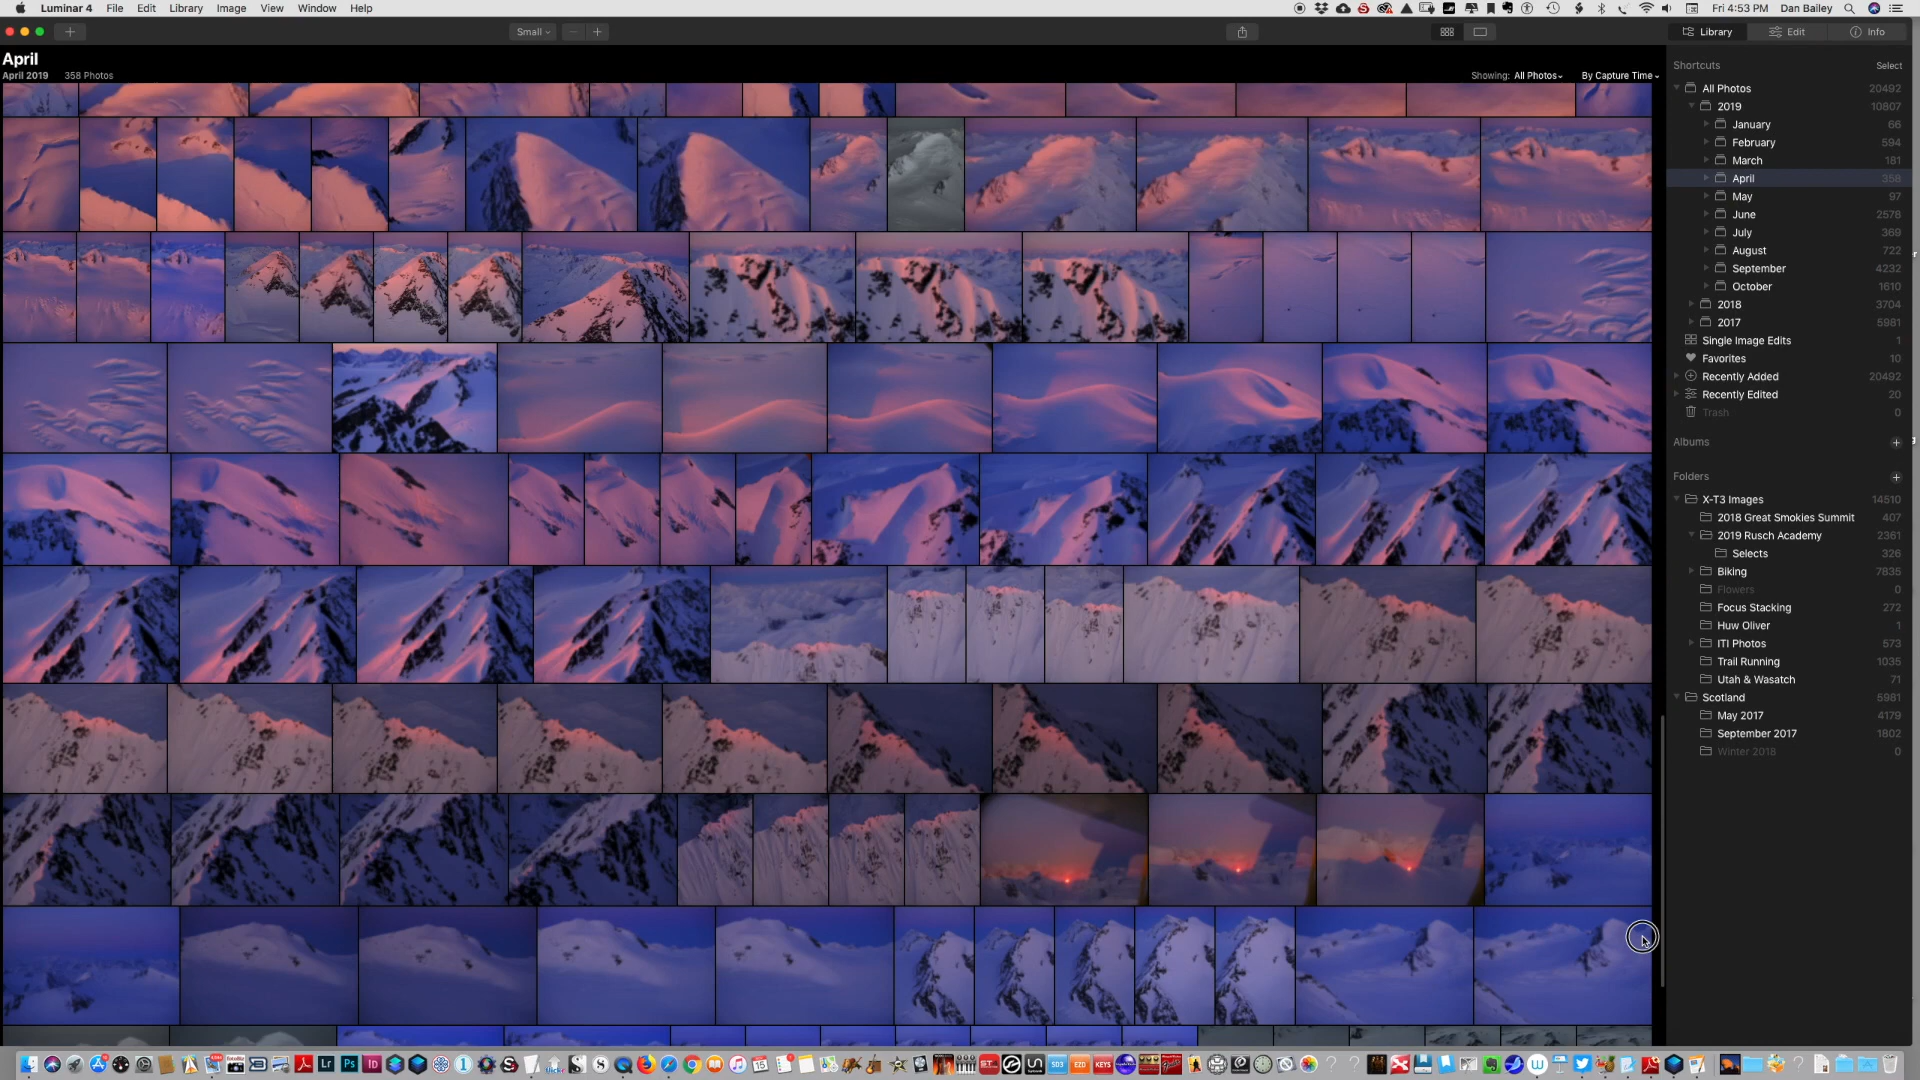 Luminar 4 File Edit Library Image View Window Help Fri 4:53 PM Dan Bailey
Small Library Edit Info
April
April 2019 358 Photos Showing: All Photos By Capture Time
Shortcuts Select
All Photos 20492
2019 10807
January 66
February 594
March 181
April 358
May 97
June 2578
July 369
August 722
September 4232
October 1610
2018 3704
2017 5981
Single Image Edits 1
Favorites 10
Recently Added 20492
Recently Edited 20
Trash 0
Albums
Folders
X-T3 Images 14510
2018 Great Smokies Summit 407
2019 Rusch Academy 2361
Selects 326
Biking 7835
Flowers 0
Focus Stacking 272
Huw Oliver 1
ITI Photos 573
Trail Running 1035
Utah & Wasatch 71
Scotland 5981
May 2017 4179
September 2017 1802
Winter 2018 0
Lr Ps Id EZD KEYS